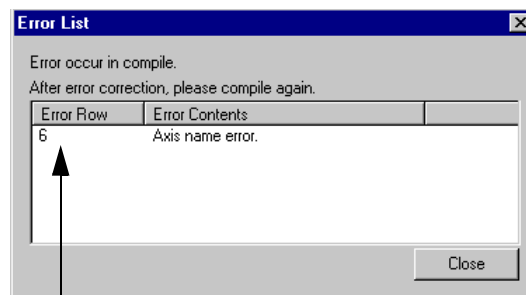 Error List
Error occur in compile.
After error correction, please compile again.
Error Row Error Contents
6 Axis name error.
Close